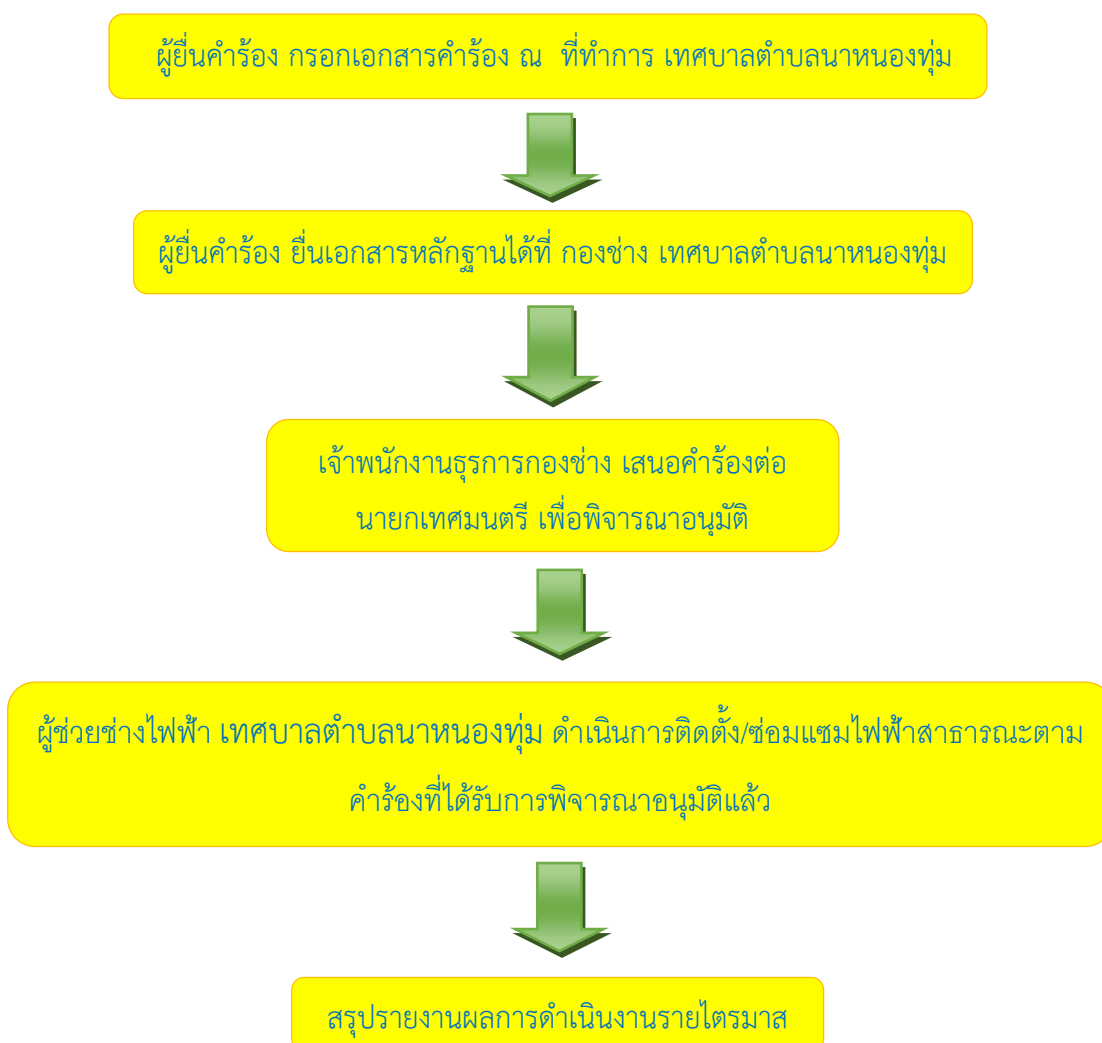 ผู้ยื่นคำร้อง กรอกเอกสารคำร้อง ณ ที่ทำการ เทศบาลตำบลนาหนองทุ่ม
ผู้ยื่นคำร้อง ยื่นเอกสารหลักฐานได้ที่ กองช่าง เทศบาลตำบลนาหนองทุ่ม
เจ้าพนักงานธุรการกองช่าง เสนอคำร้องต่อ
นายกเทศมนตรี เพื่อพิจารณาอนุมัติ
ผู้ช่วยช่างไฟฟ้า เทศบาลตำบลนาหนองทุ่ม ดำเนินการติดตั้ง/ซ่อมแซมไฟฟ้าสาธารณะตาม
คำร้องที่ได้รับการพิจารณาอนุมัติแล้ว
สรุปรายงานผลการดำเนินงานรายไตรมาส